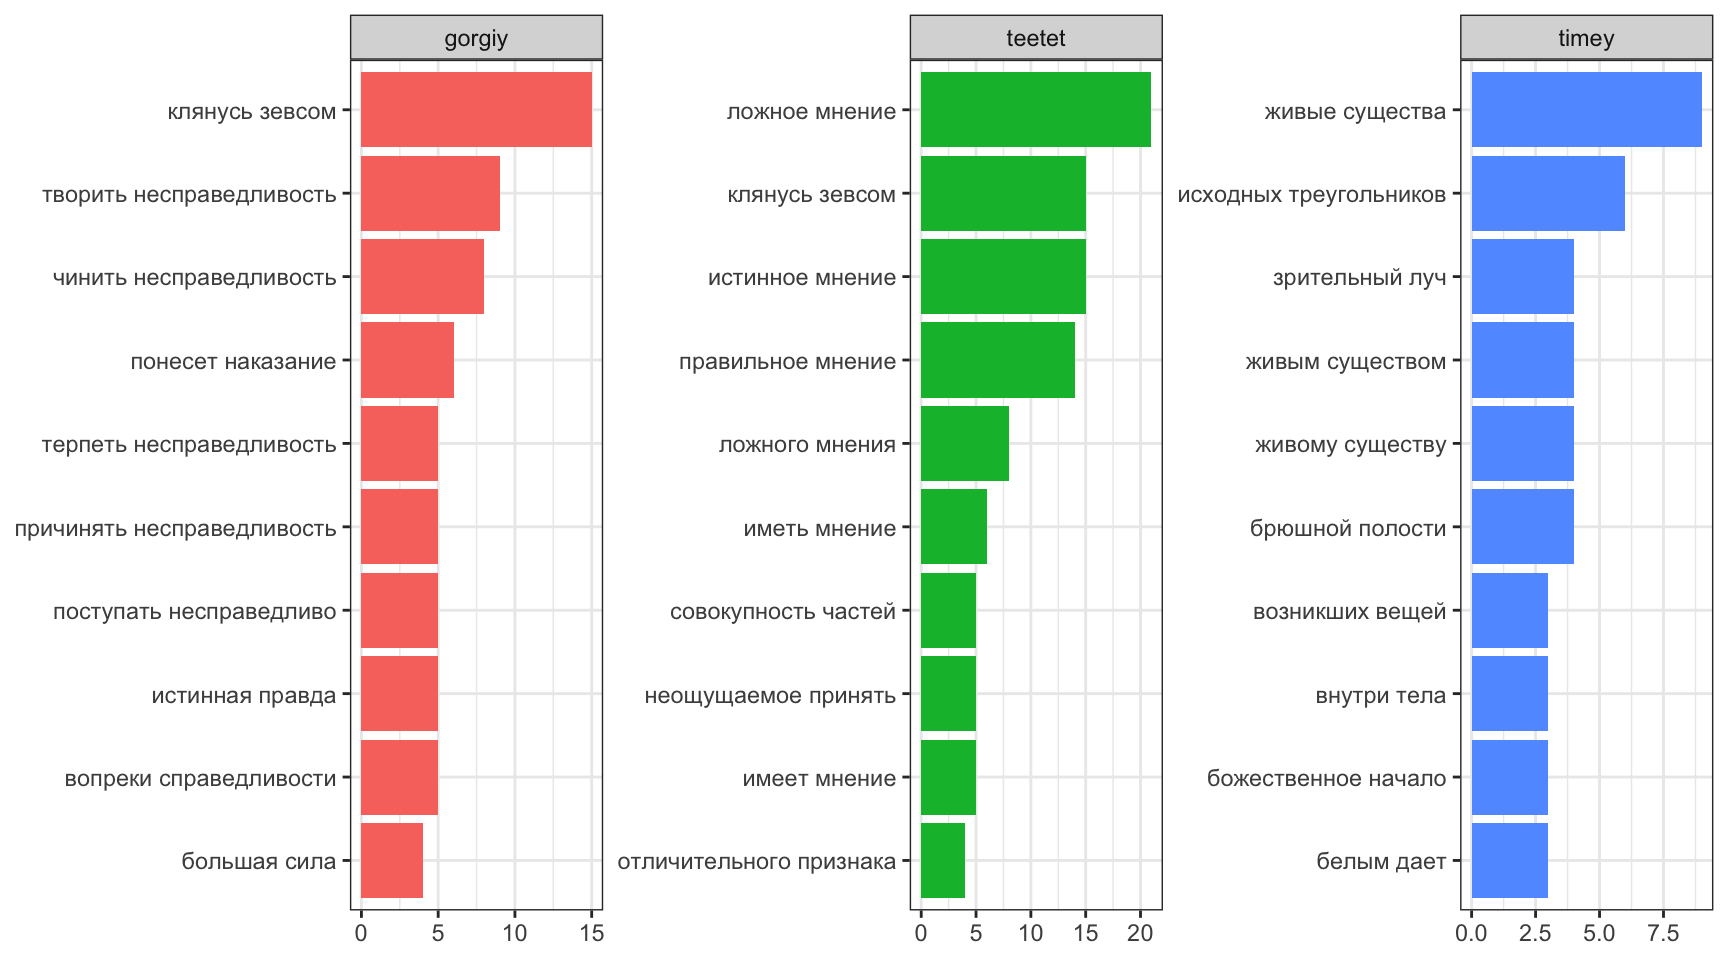 gorgiy
клянусь зевсом
творить несправедливость
чинить несправедливость
понесет наказание
терпеть несправедливость
причинять несправедливость
поступать несправедливо
истинная правда
вопреки справедливости
большая сила
0 5 10 15
teetet
ложное мнение
клянусь зевсом
истинное мнение
правильное мнение
ложного мнения
иметь мнение
совокупность частей
неощущаемое принять
имеет мнение
отличительного признака
0 5 10 15 20
timey
живые существа
исходных треугольников
зрительный луч
живым существом
живому существу
брюшной полости
возникших вещей
внутри тела
божественное начало
белым дает
0.0 2.5 5.0 7.5